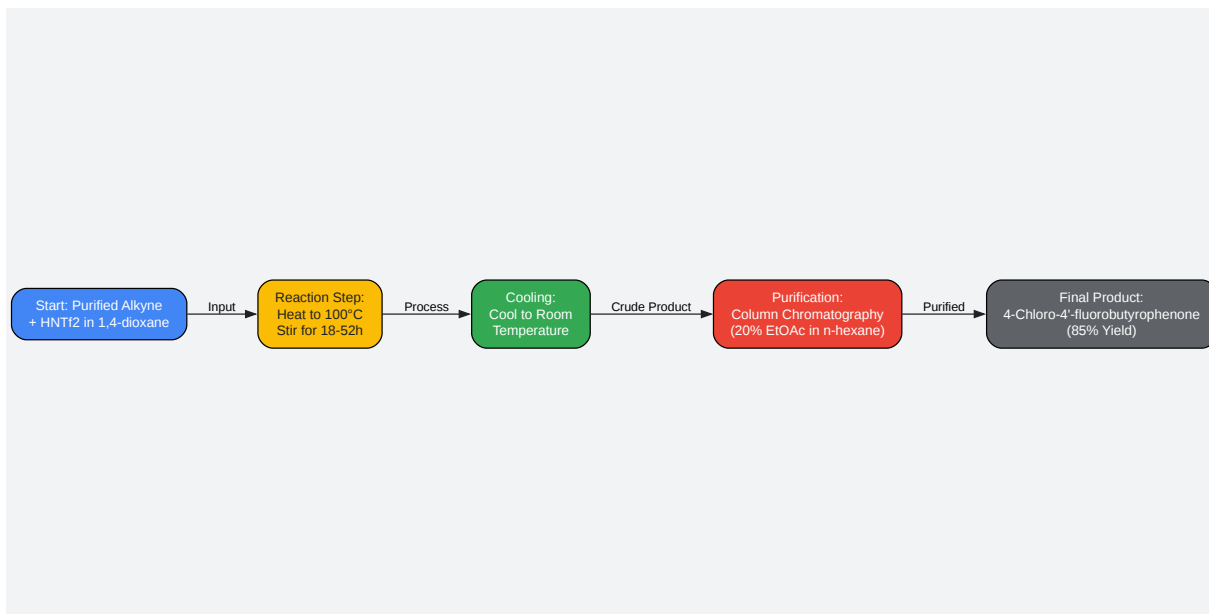 Start: Purified Alkyne
+ HNTf2 in 1,4-dioxane
Input
Reaction Step:
Heat to 100°C
Stir for 18-52h
Process
Cooling:
Cool to Room
Temperature
Crude Product
Purification:
Column Chromatography
(20% EtOAc in n-hexane)
Purified
Final Product:
4-Chloro-4'-fluorobutyrophenone
(85% Yield)